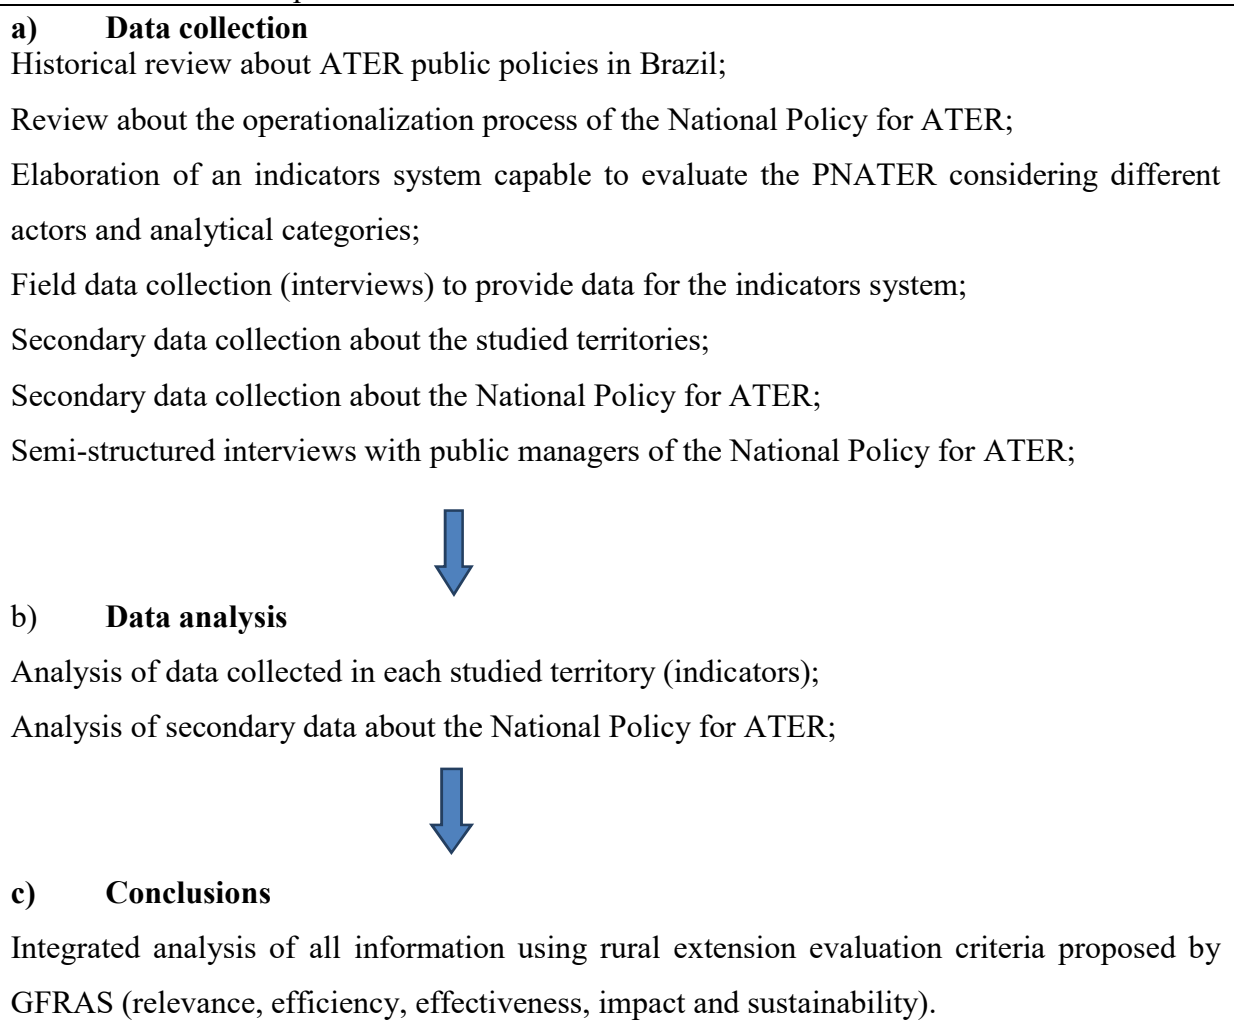 a) Data collection
Historical review about ATER public policies in Brazil;
Review about the operationalization process of the National Policy for ATER;
Elaboration of an indicators system capable to evaluate the PNATER considering different
actors and analytical categories;
Field data collection (interviews) to provide data for the indicators system;
Secondary data collection about the studied territories;
Secondary data collection about the National Policy for ATER;
Semi-structured interviews with public managers of the National Policy for ATER;
b) Data analysis
Analysis of data collected in each studied territory (indicators);
Analysis of secondary data about the National Policy for ATER;
c) Conclusions
Integrated analysis of all information using rural extension evaluation criteria proposed by
GFRAS (relevance, efficiency, effectiveness, impact and sustainability).